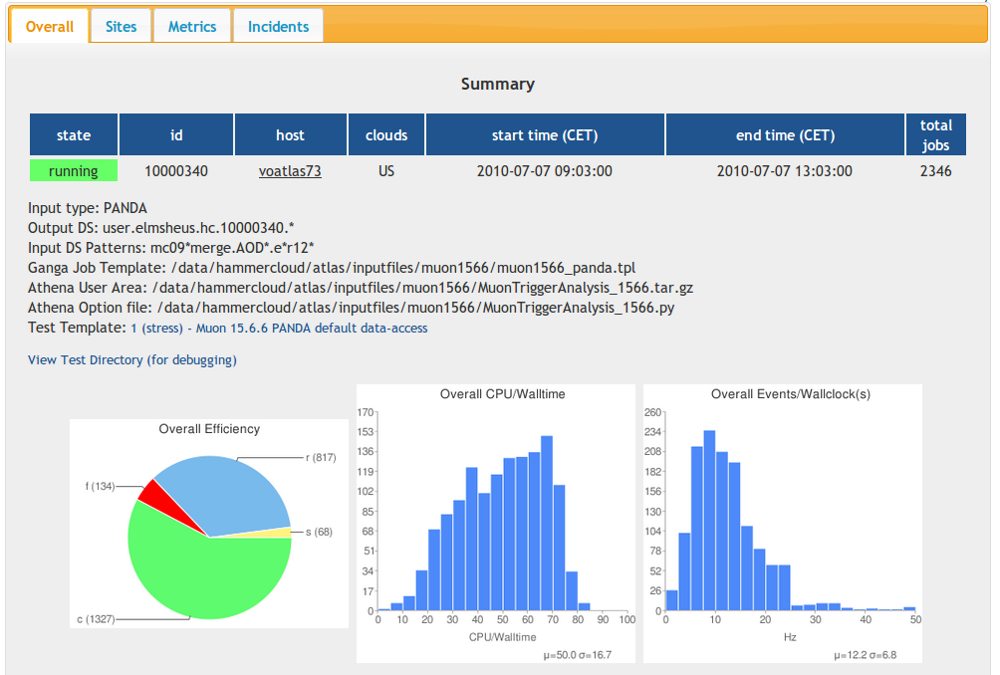 Overall Sites Metrics Incidents
Summary
state id host clouds start time (CET) end time (CET) total jobs
running 10000340 voatlas73 US 2010-07-07 09:03:00 2010-07-07 13:03:00 2346
Input type: PANDA
Output DS: user.elmsheus.hc.10000340.*
Input DS Patterns: mc09*merge.AOD*.e*r12*
Ganga Job Template: /data/hammercloud/atlas/inputfiles/muon1566/muon1566_panda.tpl
Athena User Area: /data/hammercloud/atlas/inputfiles/muon1566/MuonTriggerAnalysis_1566.tar.gz
Athena Option file: /data/hammercloud/atlas/inputfiles/muon1566/MuonTriggerAnalysis_1566.py
Test Template: 1 (stress) - Muon 15.6.6 PANDA default data-access
View Test Directory (for debugging)
Overall Efficiency
r (817)
f (134)
s (68)
c (1327)
Overall CPU/Walltime
170
153
136
119
102
85
68
51
34
17
0
0 10 20 30 40 50 60 70 80 90 100
CPU/Walltime
μ=50.0 σ=16.7
Overall Events/Wallclock(s)
260
234
208
182
156
130
104
78
52
26
0
0 10 20 30 40 50
Hz
μ=12.2 σ=6.8